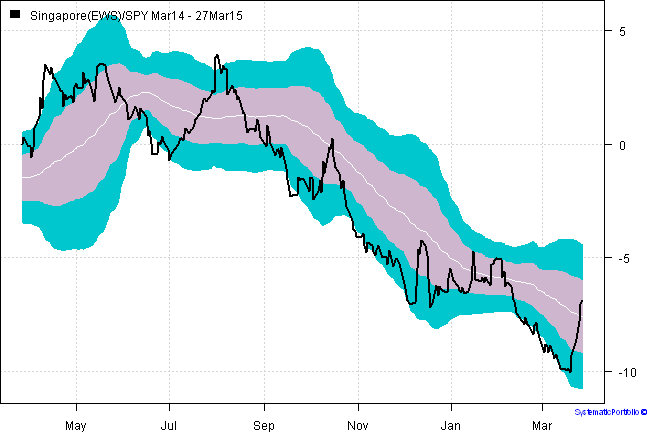 Singapore(EWS)/SPY Mar14 - 27Mar15
5
0
-5
-10
May Jul Sep Nov Jan Mar
SystematicPortfolio ©